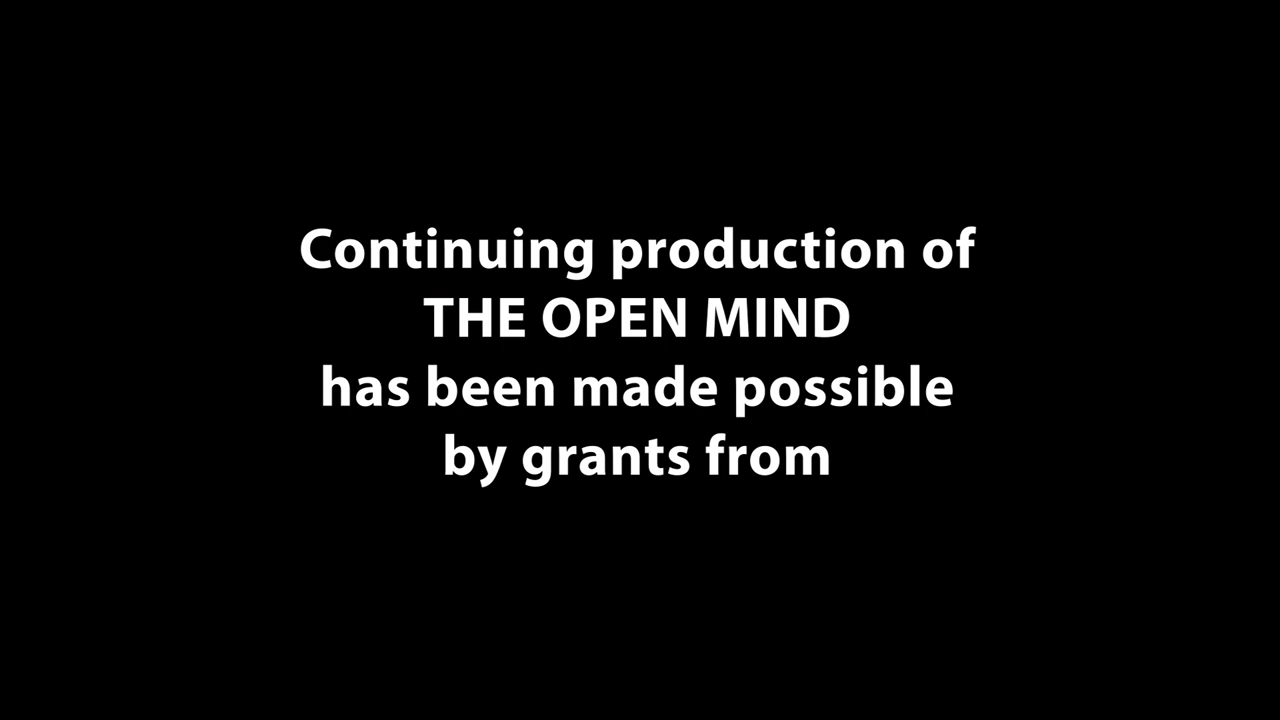 Continuing production of
THE OPEN MIND
has been made possible
by grants from